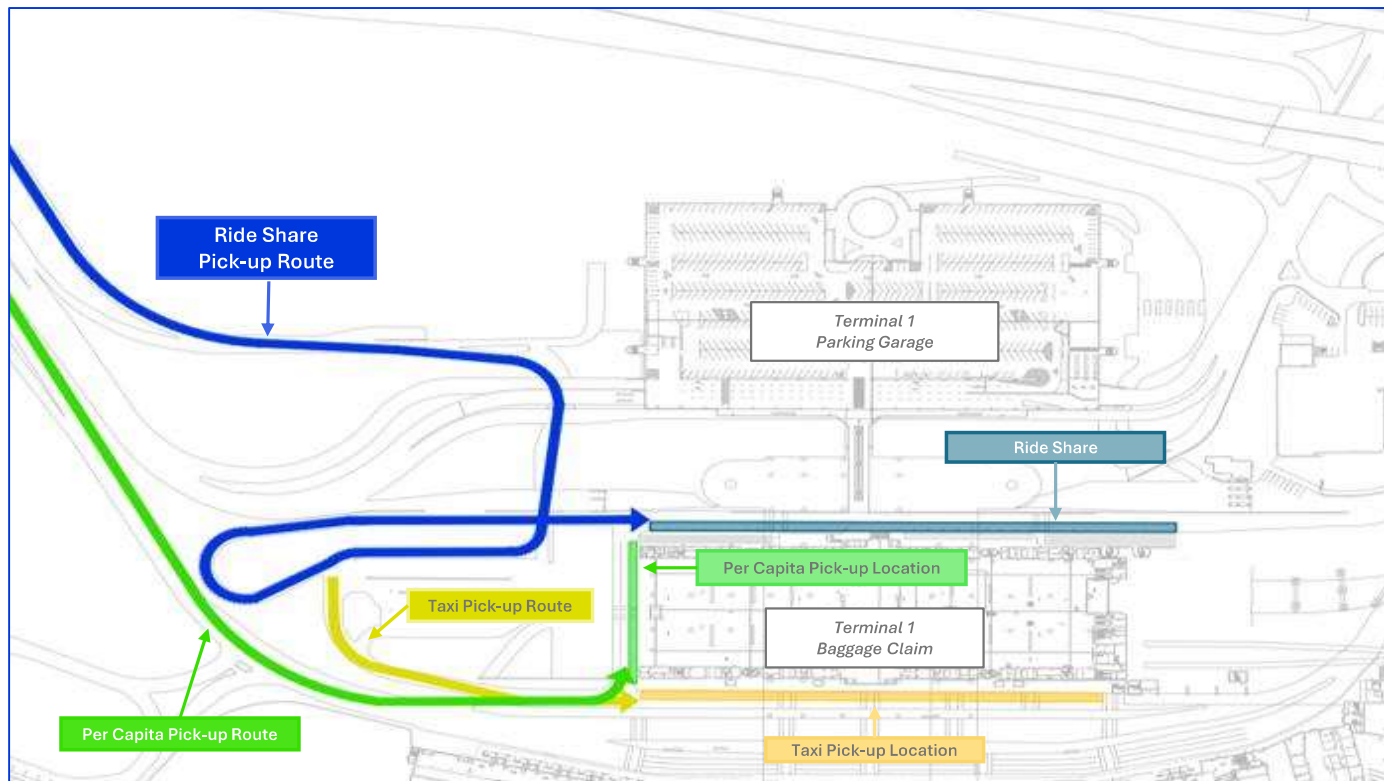 Ride Share
Pick-up Route
Terminal 1
Parking Garage
Ride Share
Per Capita Pick-up Location
Taxi Pick-up Route
Terminal 1
Baggage Claim
Per Capita Pick-up Route
Taxi Pick-up Location